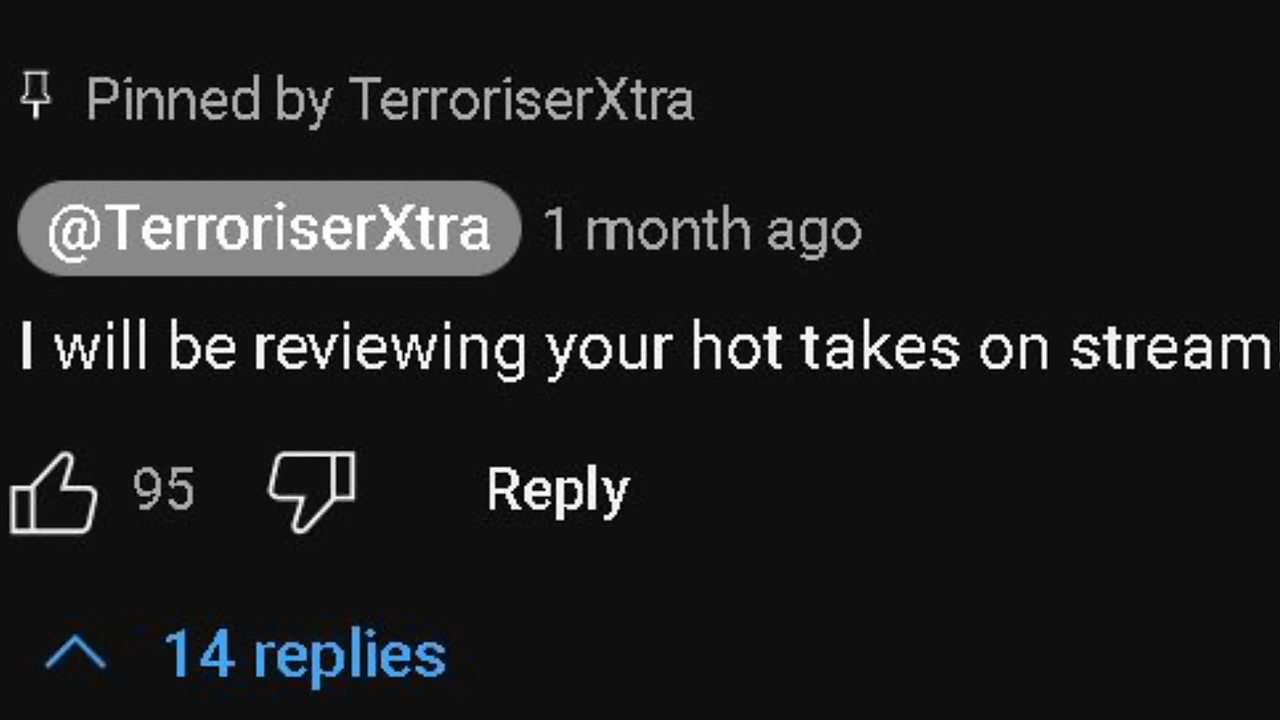 Pinned by TerroriserXtra
@TerroriserXtra 1 month ago
I will be reviewing your hot takes on stream
95 Reply
14 replies